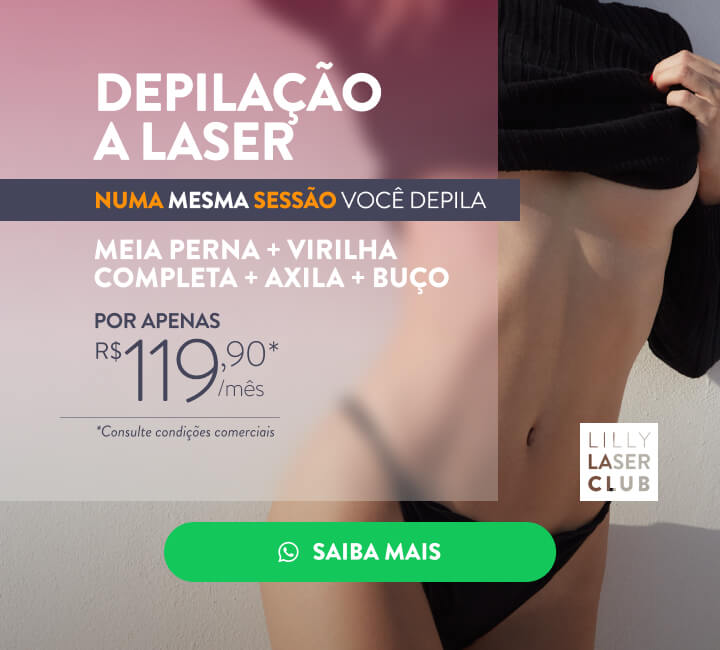 DEPILAÇÃO
A LASER
NUMA MESMA SESSÃO VOCÊ DEPILA
MEIA PERNA + VIRILHA
COMPLETA + AXILA + BUÇO
POR APENAS
R$119,90*
/mês
*Consulte condições comerciais
LILLY
LASER
CLUB
SAIBA MAIS